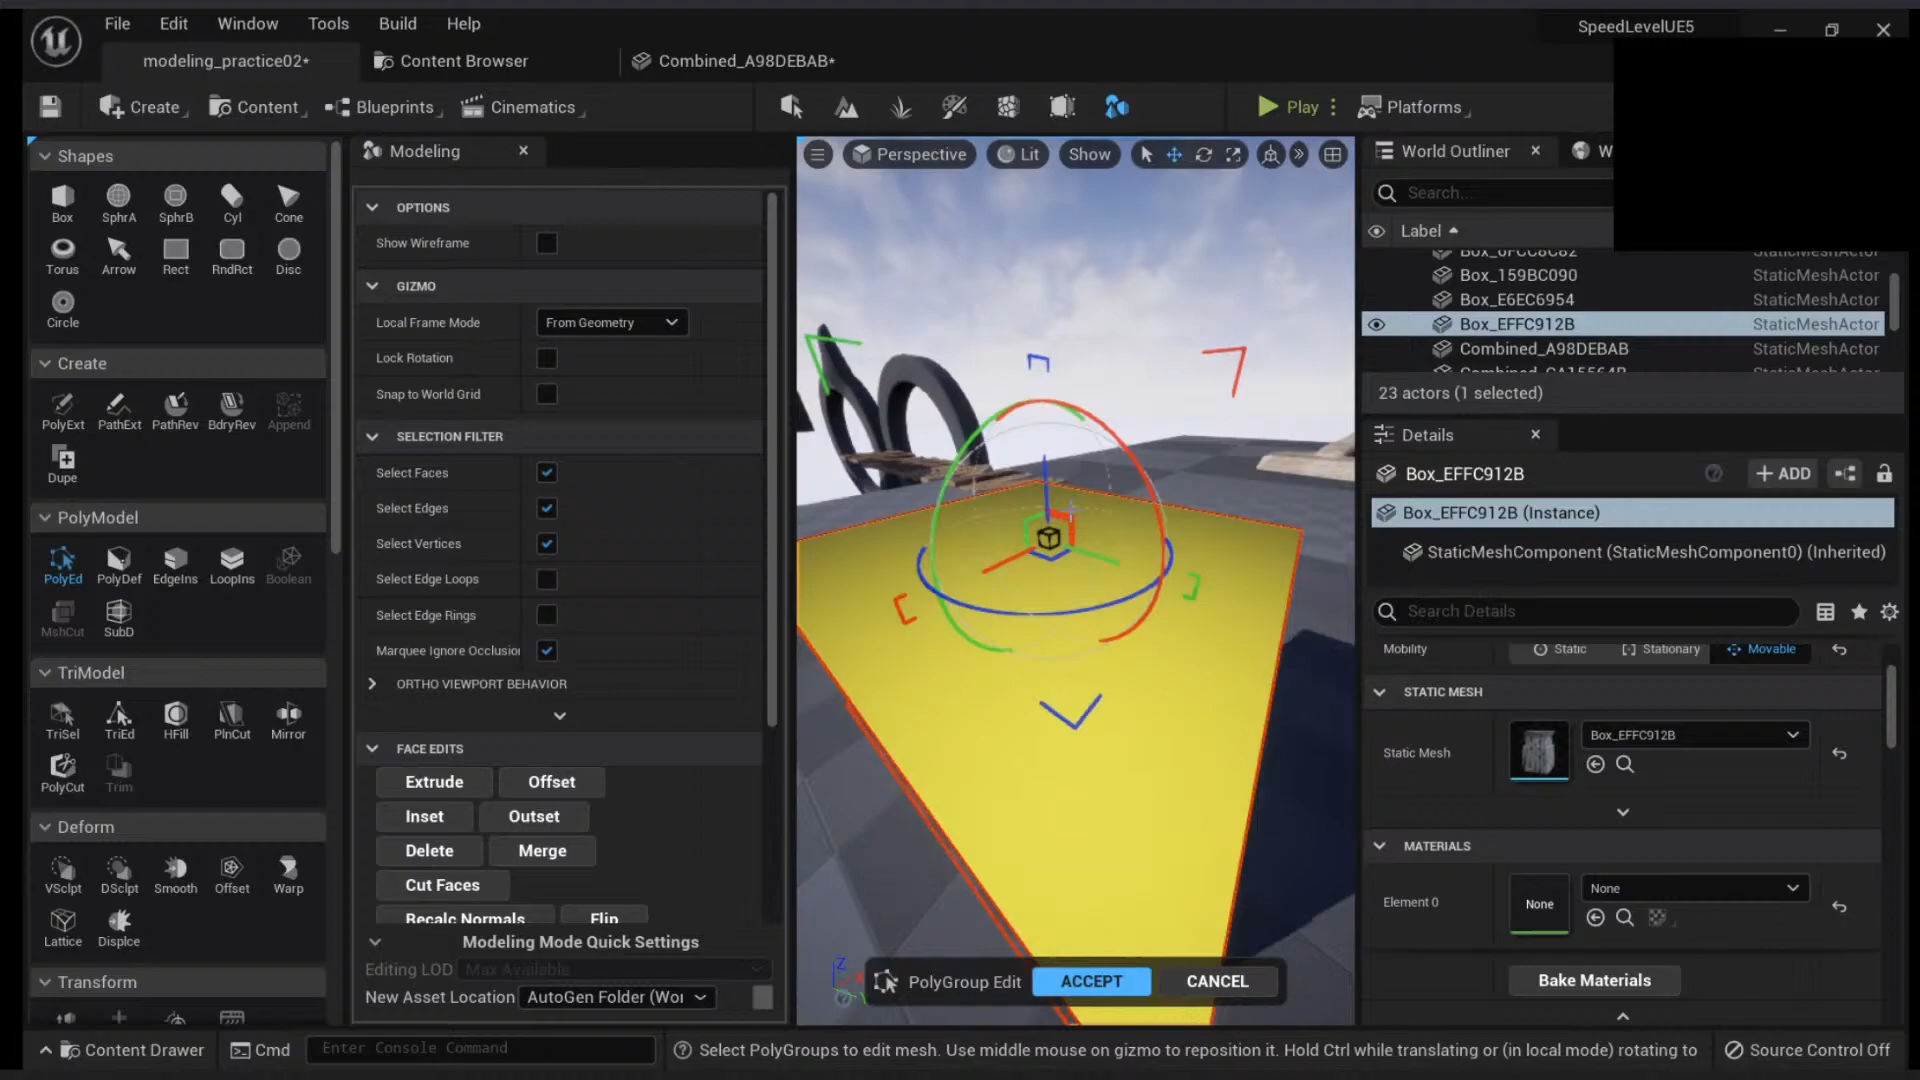 File Edit Window Tools Build Help
SpeedLevelUE5
modeling_practice02*
Content Browser
Combined_A98DEBAB*
Create
Content
Blueprints
Cinematics
Play
Platforms
Shapes
Box SphrA SphrB Cyl Cone
Torus Arrow Rect RndRct Disc
Circle
Create
PolyExt PathExt PathRev BdryRev Append
Dupe
PolyModel
PolyEd PolyDef EdgeIns LoopIns Boolean
MshCut SubD
TriModel
TriSel TriEd HFill PlnCut Mirror
PolyCut Trim
Deform
VSclpt DSclpt Smooth Offset Warp
Lattice Displce
Transform
Modeling
OPTIONS
Show Wireframe
GIZMO
Local Frame Mode From Geometry
Lock Rotation
Snap to World Grid
SELECTION FILTER
Select Faces
Select Edges
Select Vertices
Select Edge Loops
Select Edge Rings
Marquee Ignore Occlusion
ORTHO VIEWPORT BEHAVIOR
FACE EDITS
Extrude Offset
Inset Outset
Delete Merge
Cut Faces
Recalc Normals Flip
Modeling Mode Quick Settings
Editing LOD Max Available
New Asset Location AutoGen Folder (Wor
Perspective Lit Show
Z
PolyGroup Edit ACCEPT CANCEL
World Outliner
W
Search...
Label
Box_6FCC8C82 StaticMeshActor
Box_159BC090 StaticMeshActor
Box_E6EC6954 StaticMeshActor
Box_EFFC912B StaticMeshActor
Combined_A98DEBAB StaticMeshActor
23 actors (1 selected)
Details
Box_EFFC912B
ADD
Box_EFFC912B (Instance)
StaticMeshComponent (StaticMeshComponent0) (Inherited)
Search Details
Mobility Static Stationary Movable
STATIC MESH
Static Mesh Box_EFFC912B
MATERIALS
Element 0 None None
Bake Materials
Content Drawer
Cmd
Enter Console Command
Select PolyGroups to edit mesh. Use middle mouse on gizmo to reposition it. Hold Ctrl while translating or (in local mode) rotating to
Source Control Off